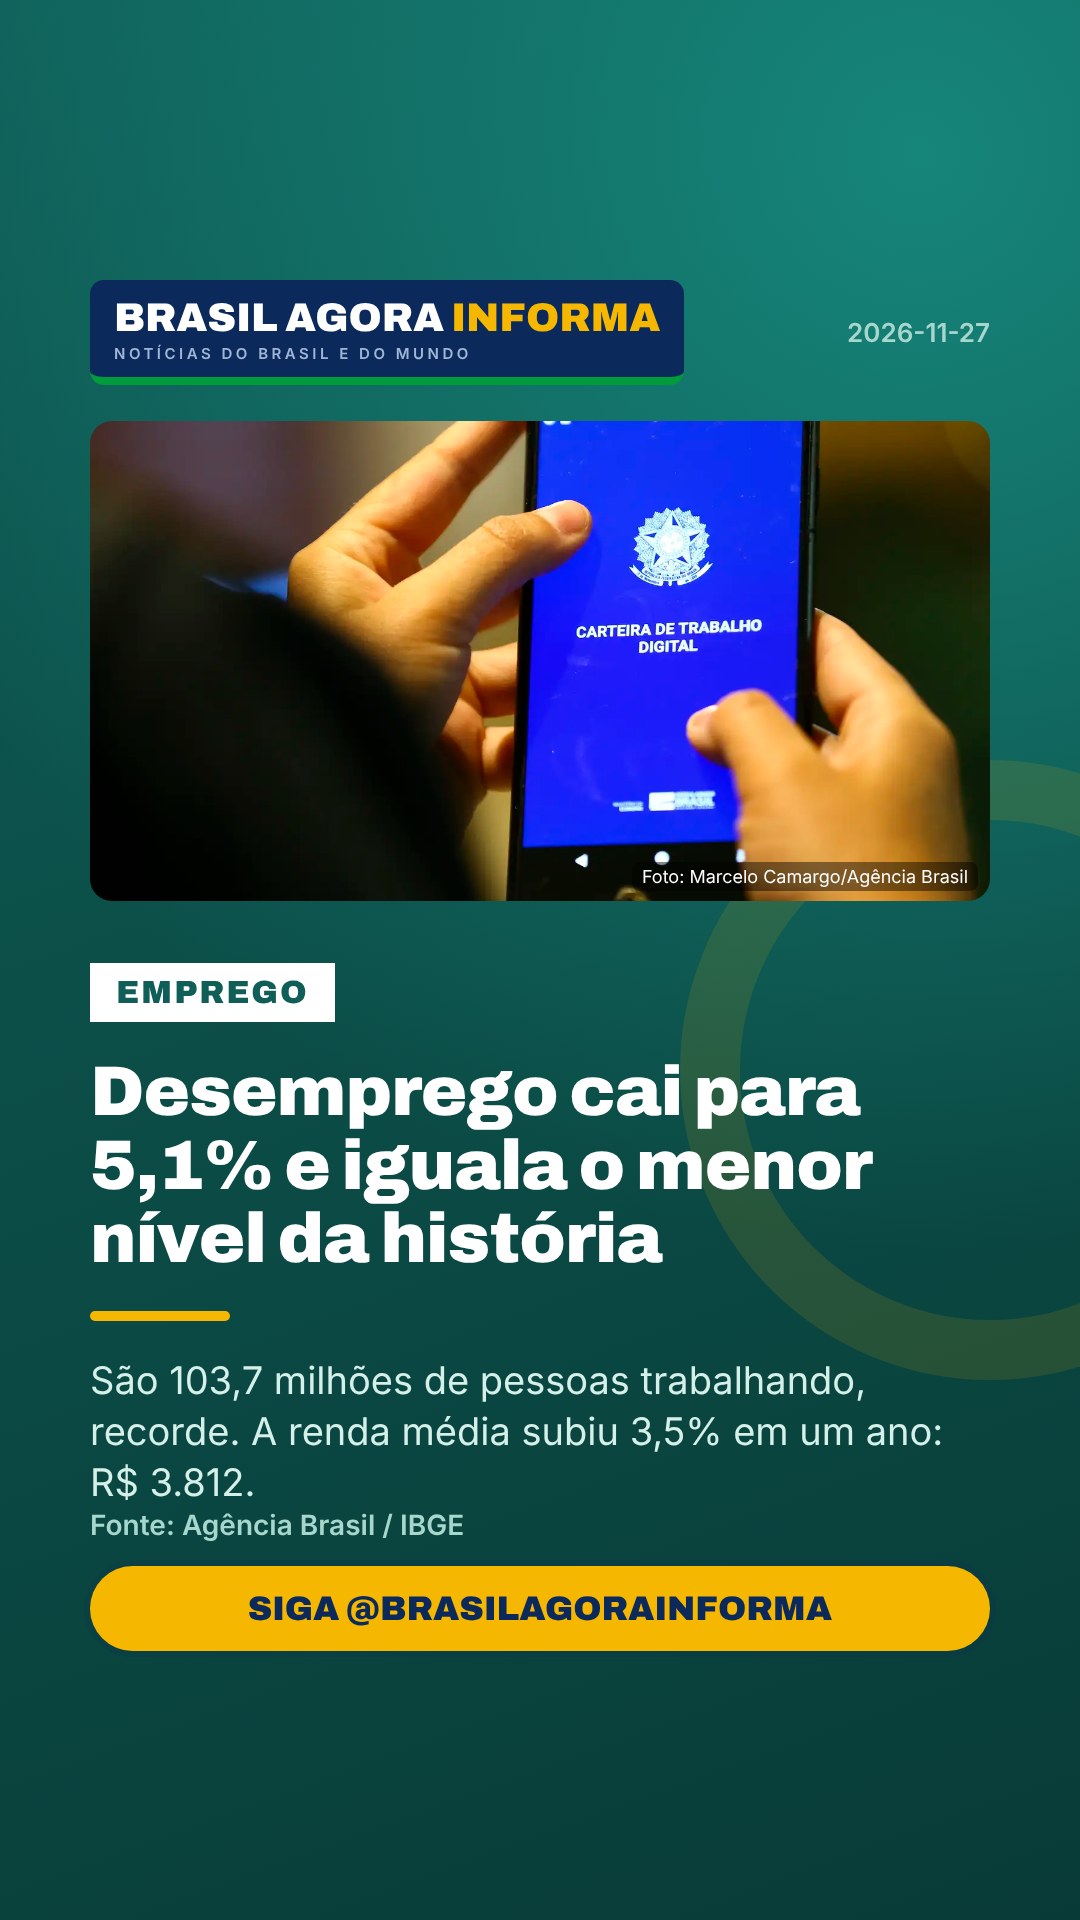 BRASIL AGORA INFORMA
NOTÍCIAS DO BRASIL E DO MUNDO
2026-11-27
CARTEIRA DE TRABALHO
DIGITAL
Foto: Marcelo Camargo/Agência Brasil
EMPREGO
Desemprego cai para
5,1% e iguala o menor
nível da história
São 103,7 milhões de pessoas trabalhando,
recorde. A renda média subiu 3,5% em um ano:
R$ 3.812.
Fonte: Agência Brasil / IBGE
SIGA @BRASILAGORAINFORMA